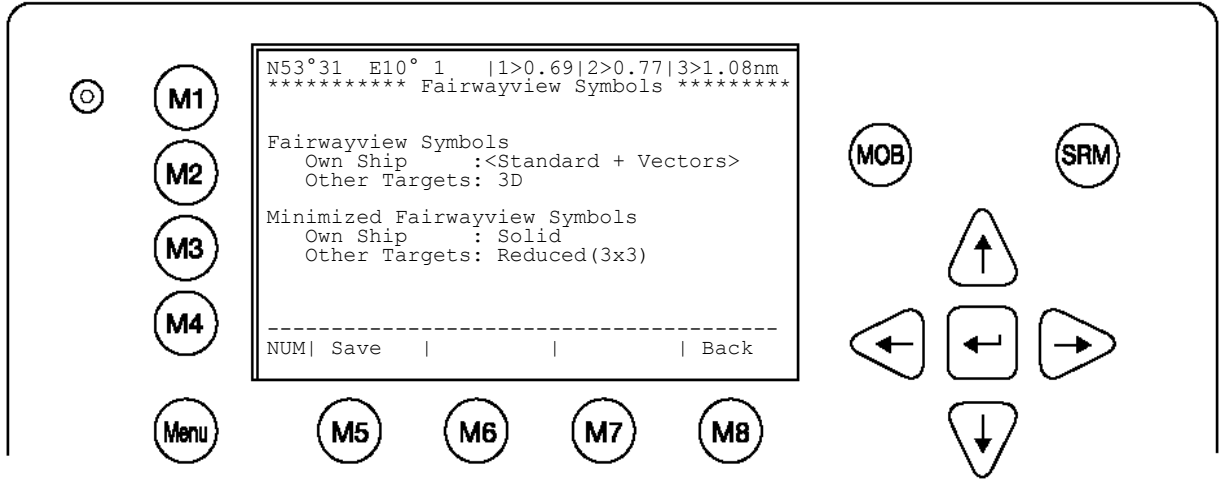 N53°31 E10° 1 |1>0.69|2>0.77|3>1.08nm
*********** Fairwayview Symbols *********
Fairwayview Symbols
Own Ship :<Standard + Vectors>
Other Targets: 3D
Minimized Fairwayview Symbols
Own Ship : Solid
Other Targets: Reduced(3x3)
----------------------------------------
NUM| Save | | | Back
M1
M2
M3
M4
Menu
M5
M6
M7
M8
MOB
SRM